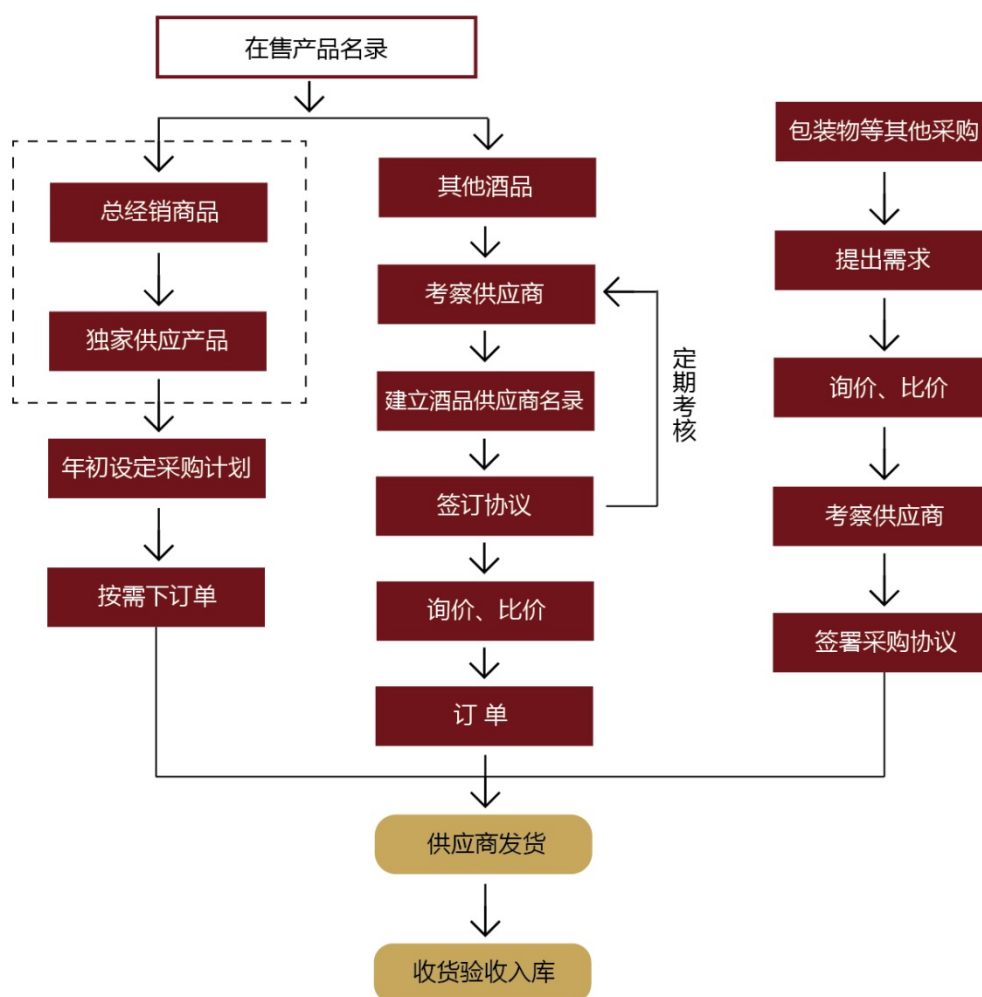 在售产品名录
总经销商品
独家供应产品
年初设定采购计划
按需下订单
其他酒品
考察供应商
建立酒品供应商名录
签订协议
定期考核
询价、比价
订 单
包装物等其他采购
提出需求
询价、比价
考察供应商
签署采购协议
供应商发货
收货验收入库